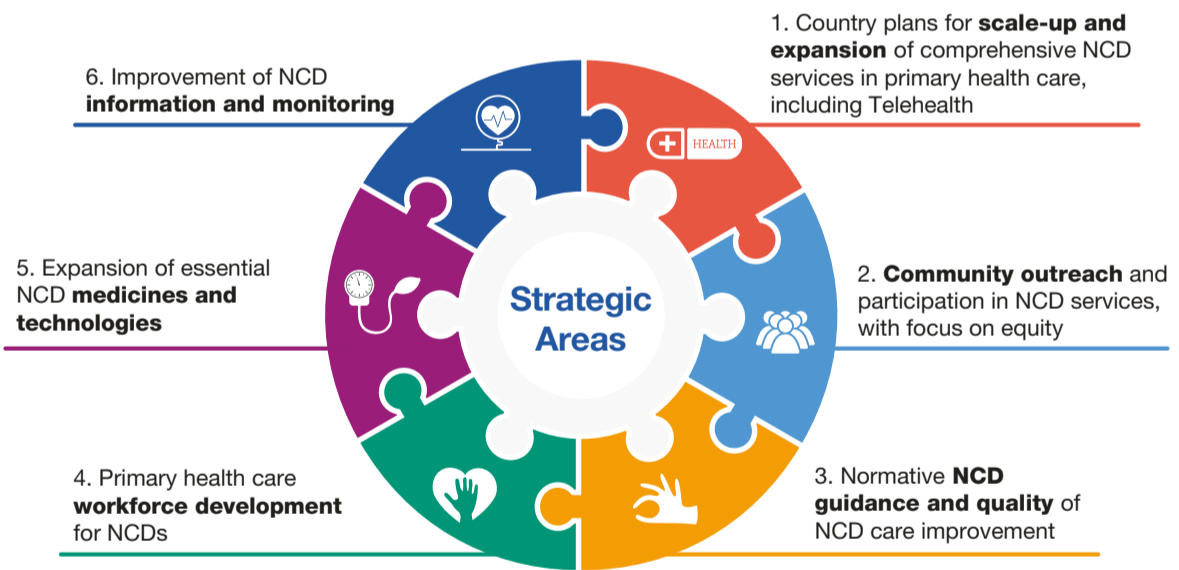 1. Country plans for scale-up and
expansion of comprehensive NCD
services in primary health care,
including Telehealth
2. Community outreach and
participation in NCD services,
with focus on equity
3. Normative NCD
guidance and quality of
NCD care improvement
4. Primary health care
workforce development
for NCDs
5. Expansion of essential
NCD medicines and
technologies
6. Improvement of NCD
information and monitoring
HEALTH
Strategic
Areas